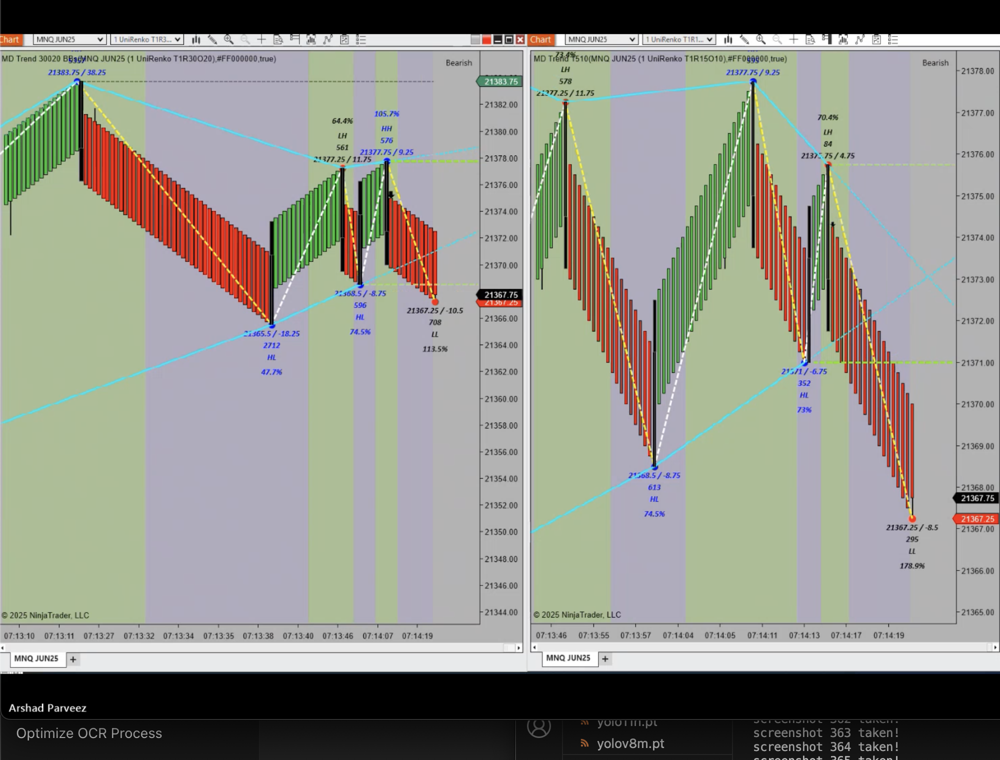 Chart
MNQ JUN25
1 UniRenko T1R3...
MD Trend 30020
MNQ JUN25 (1 UniRenko T1R30O20),#FF000000,true)
Bearish
21383.75 / 38.25
64.4%
LH
561
21377.25 / 11.75
105.7%
HH
576
21377.75 / 9.25
21365.5 / -18.25
2712
HL
47.7%
21368.5 / -8.75
596
HL
74.5%
21367.25 / -10.5
708
LL
113.5%
21383.75
21382.00
21380.00
21378.00
21376.00
21374.00
21372.00
21370.00
21367.75
21367.25
21366.00
21364.00
21362.00
21360.00
21358.00
21356.00
21354.00
21352.00
21350.00
21348.00
21346.00
21344.00
© 2025 NinjaTrader, LLC
07:13:10
07:13:11
07:13:27
07:13:32
07:13:34
07:13:35
07:13:38
07:13:40
07:13:46
07:14:07
07:14:19
MNQ JUN25
+
Chart
MNQ JUN25
1 UniRenko T1R1...
MD Trend 1510(MNQ JUN25 (1 UniRenko T1R15O10),#FF000000,true)
Bearish
LH
578
21377.25 / 11.75
21377.75 / 9.25
70.4%
LH
84
/ 4.75
21368.5 / -8.75
613
HL
74.5%
21371 / -6.75
352
HL
73%
21367.25 / -8.5
295
LL
178.9%
21378.00
21377.00
21376.00
21375.00
21374.00
21373.00
21372.00
21371.00
21370.00
21369.00
21368.00
21367.75
21367.25
21367.00
21366.00
21365.00
© 2025 NinjaTrader, LLC
07:13:46
07:13:55
07:13:57
07:14:04
07:14:05
07:14:11
07:14:13
07:14:17
07:14:19
MNQ JUN25
+
Arshad Parveez
Optimize OCR Process
yolo11n.pt
yolov8m.pt
screenshot 362 taken!
screenshot 363 taken!
screenshot 364 taken!
screenshot 365 taken!